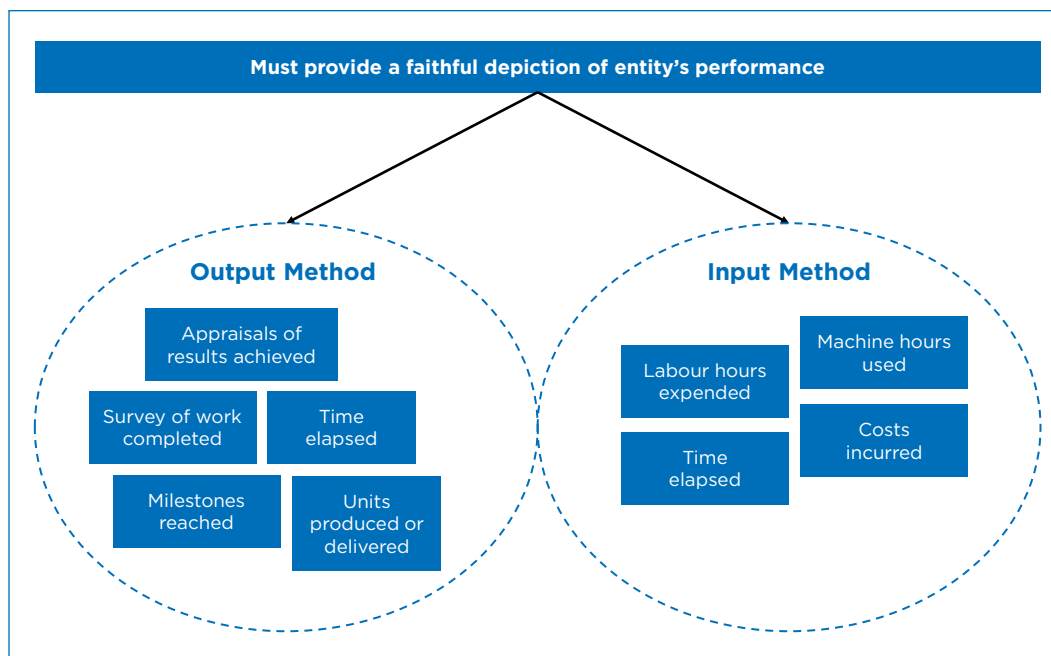 Must provide a faithful depiction of entity’s performance
Output Method
Appraisals of
results achieved
Survey of work
completed
Time
elapsed
Milestones
reached
Units
produced or
delivered
Input Method
Labour hours
expended
Machine hours
used
Time
elapsed
Costs
incurred